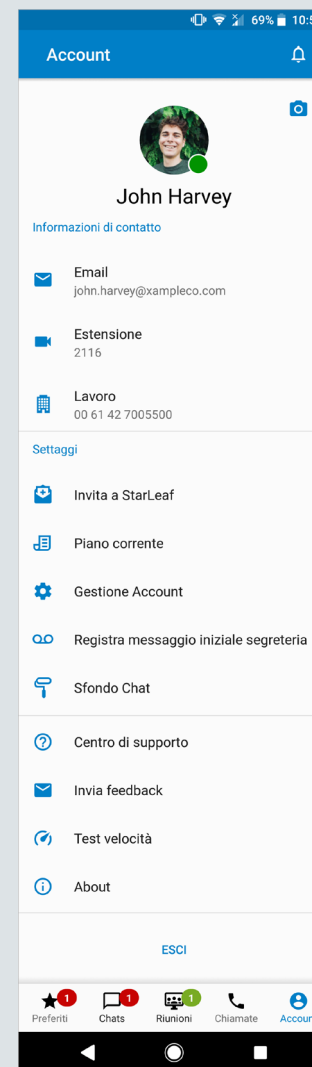 69% 10:5
Account
John Harvey
Informazioni di contatto
Email
john.harvey@xampleco.com
Estensione
2116
Lavoro
00 61 42 7005500
Settaggi
Invita a StarLeaf
Piano corrente
Gestione Account
Registra messaggio iniziale segreteria
Sfondo Chat
Centro di supporto
Invia feedback
Test velocità
About
ESCI
1 1 1
Preferiti Chats Riunioni Chiamate Accoun